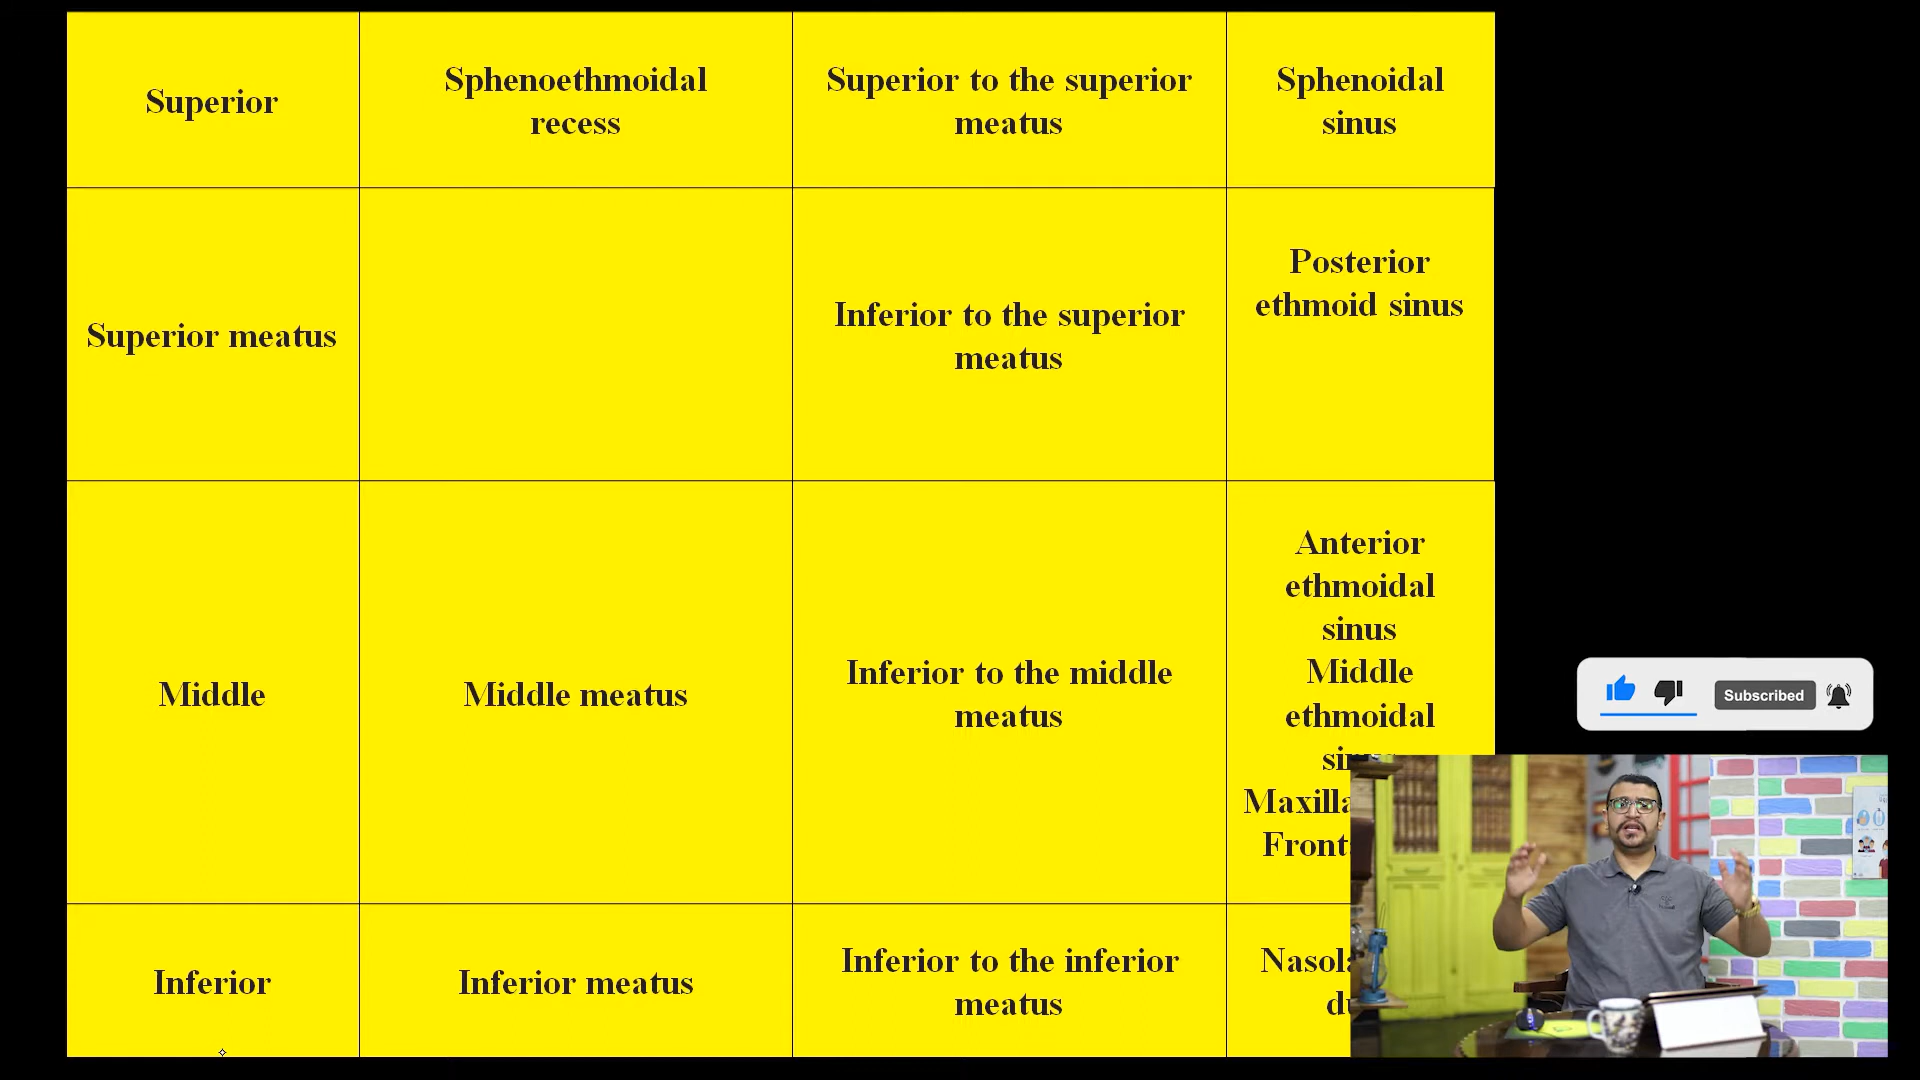 Superior
Sphenoethmoidal
recess
Superior to the superior
meatus
Sphenoidal
sinus
Superior meatus
Inferior to the superior
meatus
Posterior
ethmoid sinus
Middle
Middle meatus
Inferior to the middle
meatus
Anterior
ethmoidal
sinus
Middle
ethmoidal
Inferior
Inferior meatus
Inferior to the inferior
meatus
Subscribed